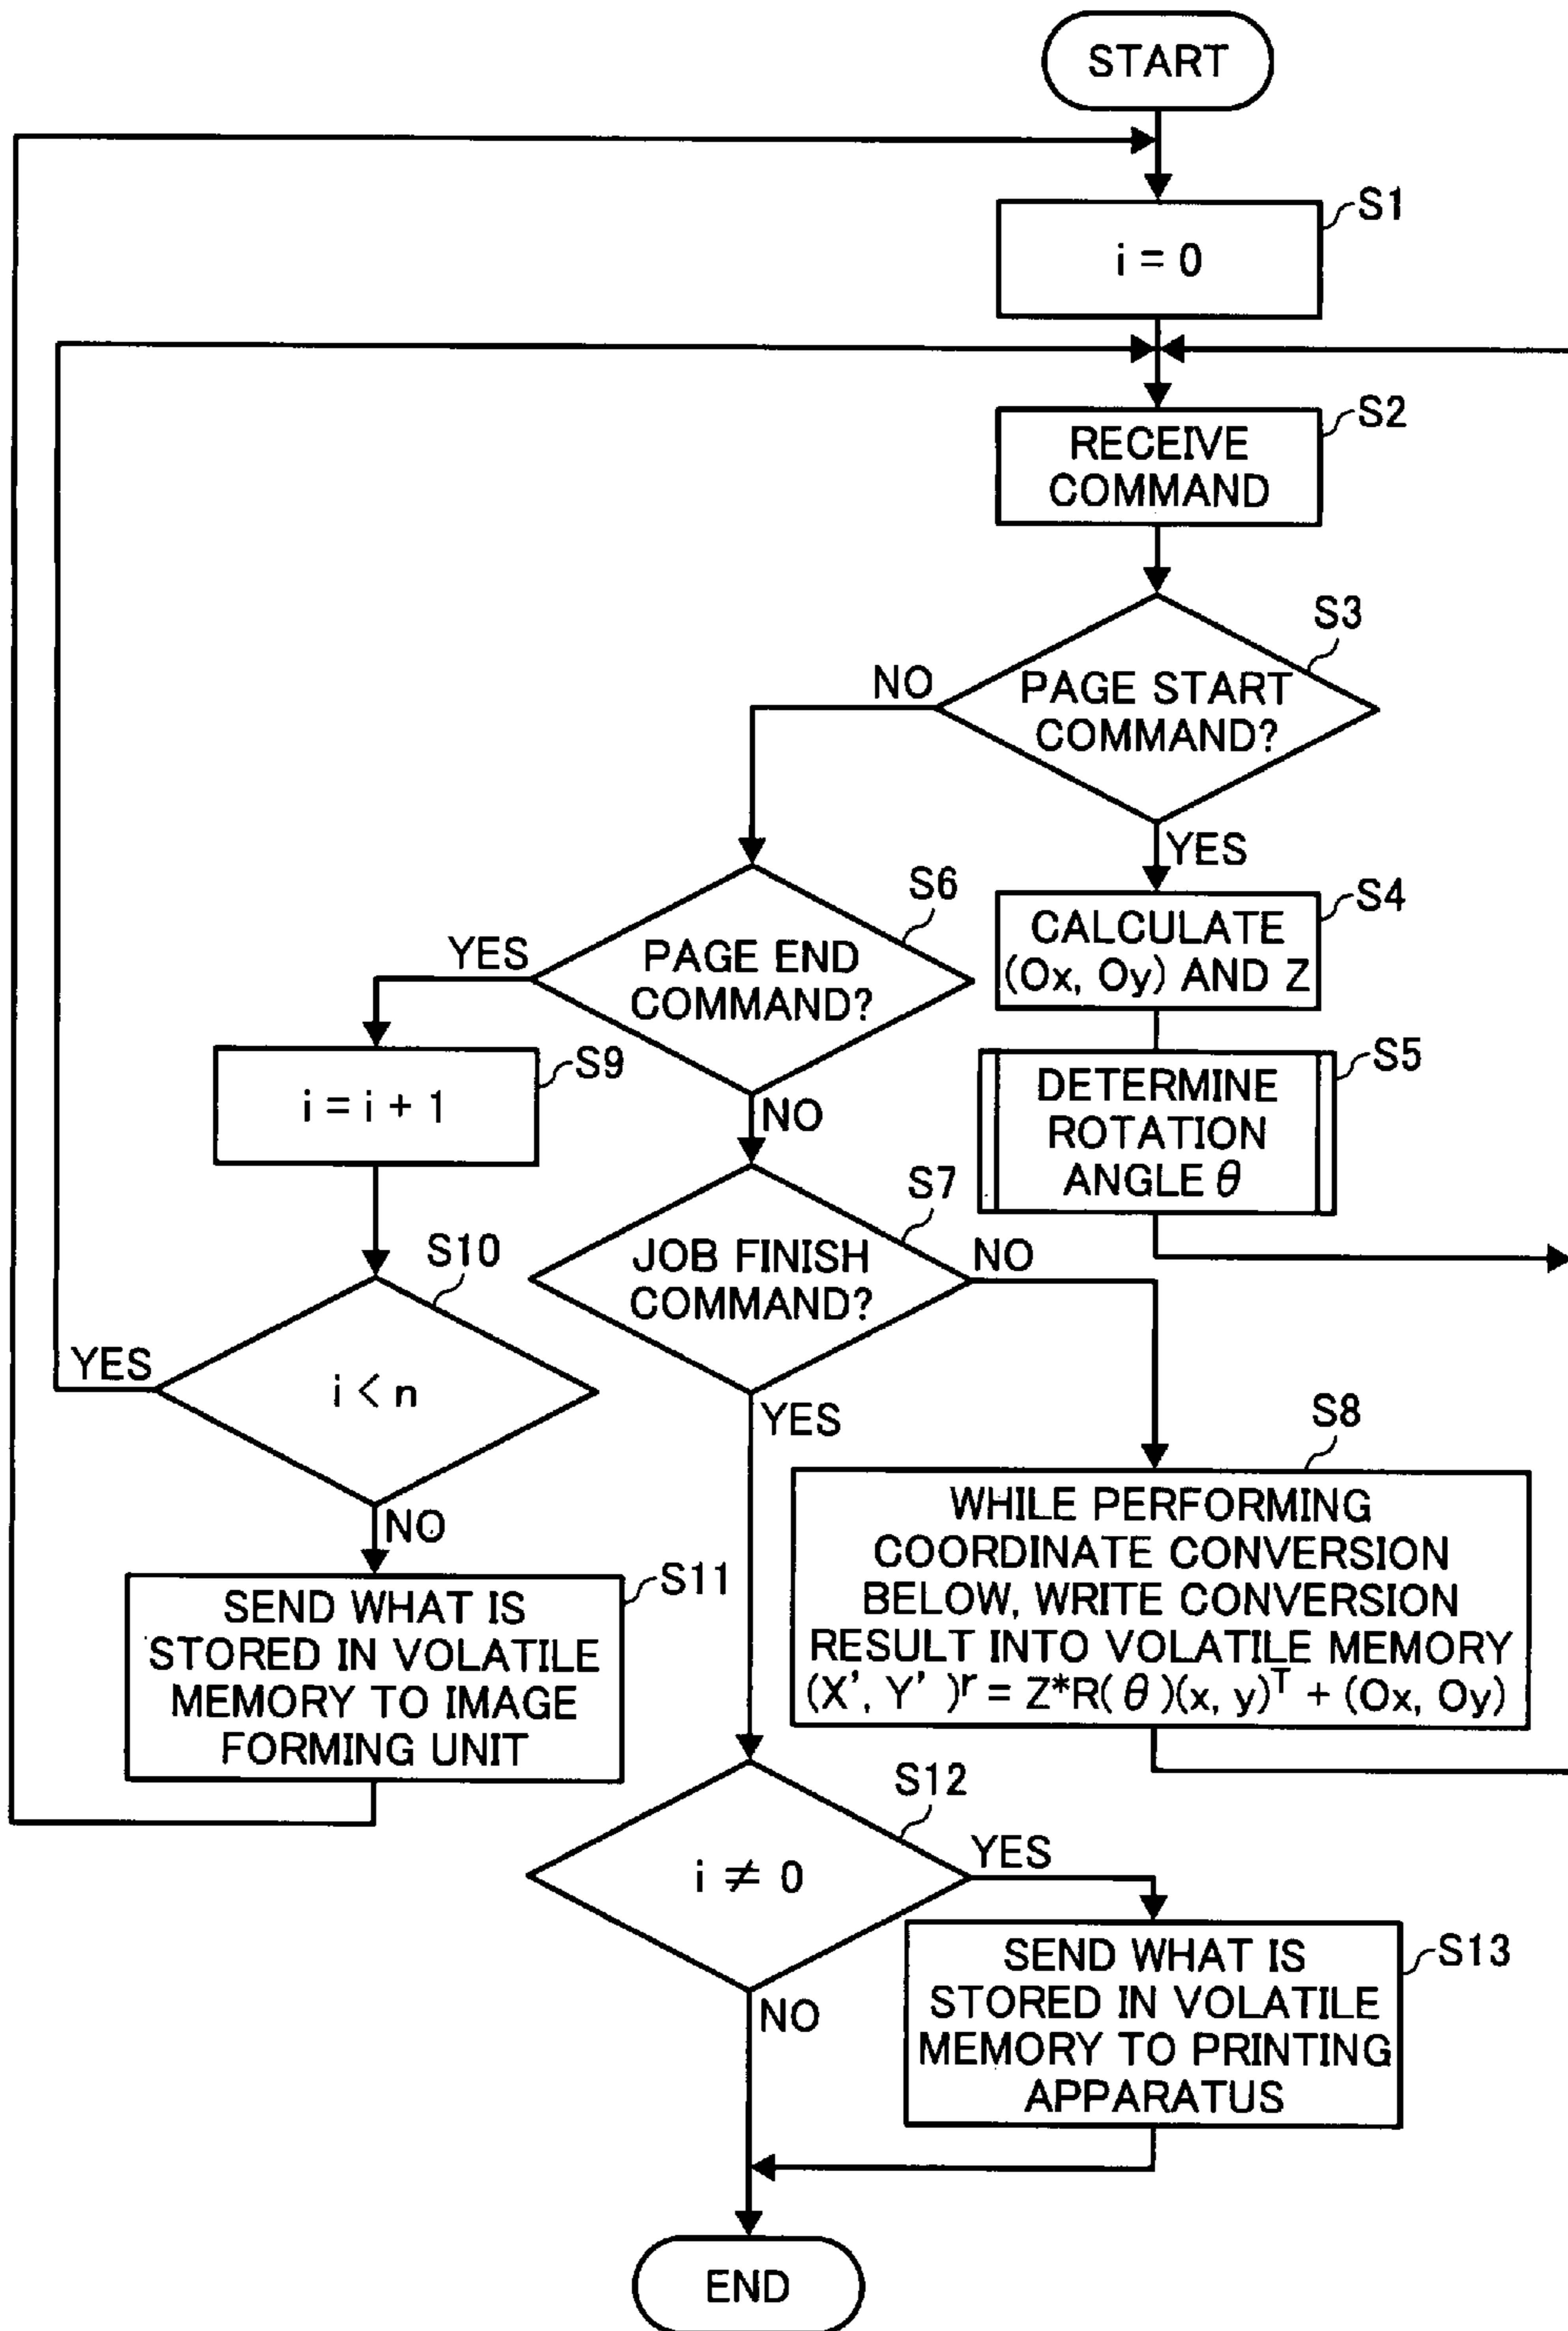 START
S1
i = 0
S2
RECEIVE
COMMAND
S3
PAGE START
COMMAND?
NO
YES
S4
CALCULATE
(Ox, Oy) AND Z
S5
DETERMINE
ROTATION
ANGLE θ
S6
PAGE END
COMMAND?
YES
NO
S9
i = i + 1
S7
JOB FINISH
COMMAND?
NO
YES
S10
i < n
YES
NO
S8
WHILE PERFORMING
COORDINATE CONVERSION
BELOW, WRITE CONVERSION
RESULT INTO VOLATILE MEMORY
(X', Y' )ʳ = Z*R( θ )(x, y)ᵀ + (Ox, Oy)
S11
SEND WHAT IS
STORED IN VOLATILE
MEMORY TO IMAGE
FORMING UNIT
S12
i ≠ 0
YES
NO
S13
SEND WHAT IS
STORED IN VOLATILE
MEMORY TO PRINTING
APPARATUS
END